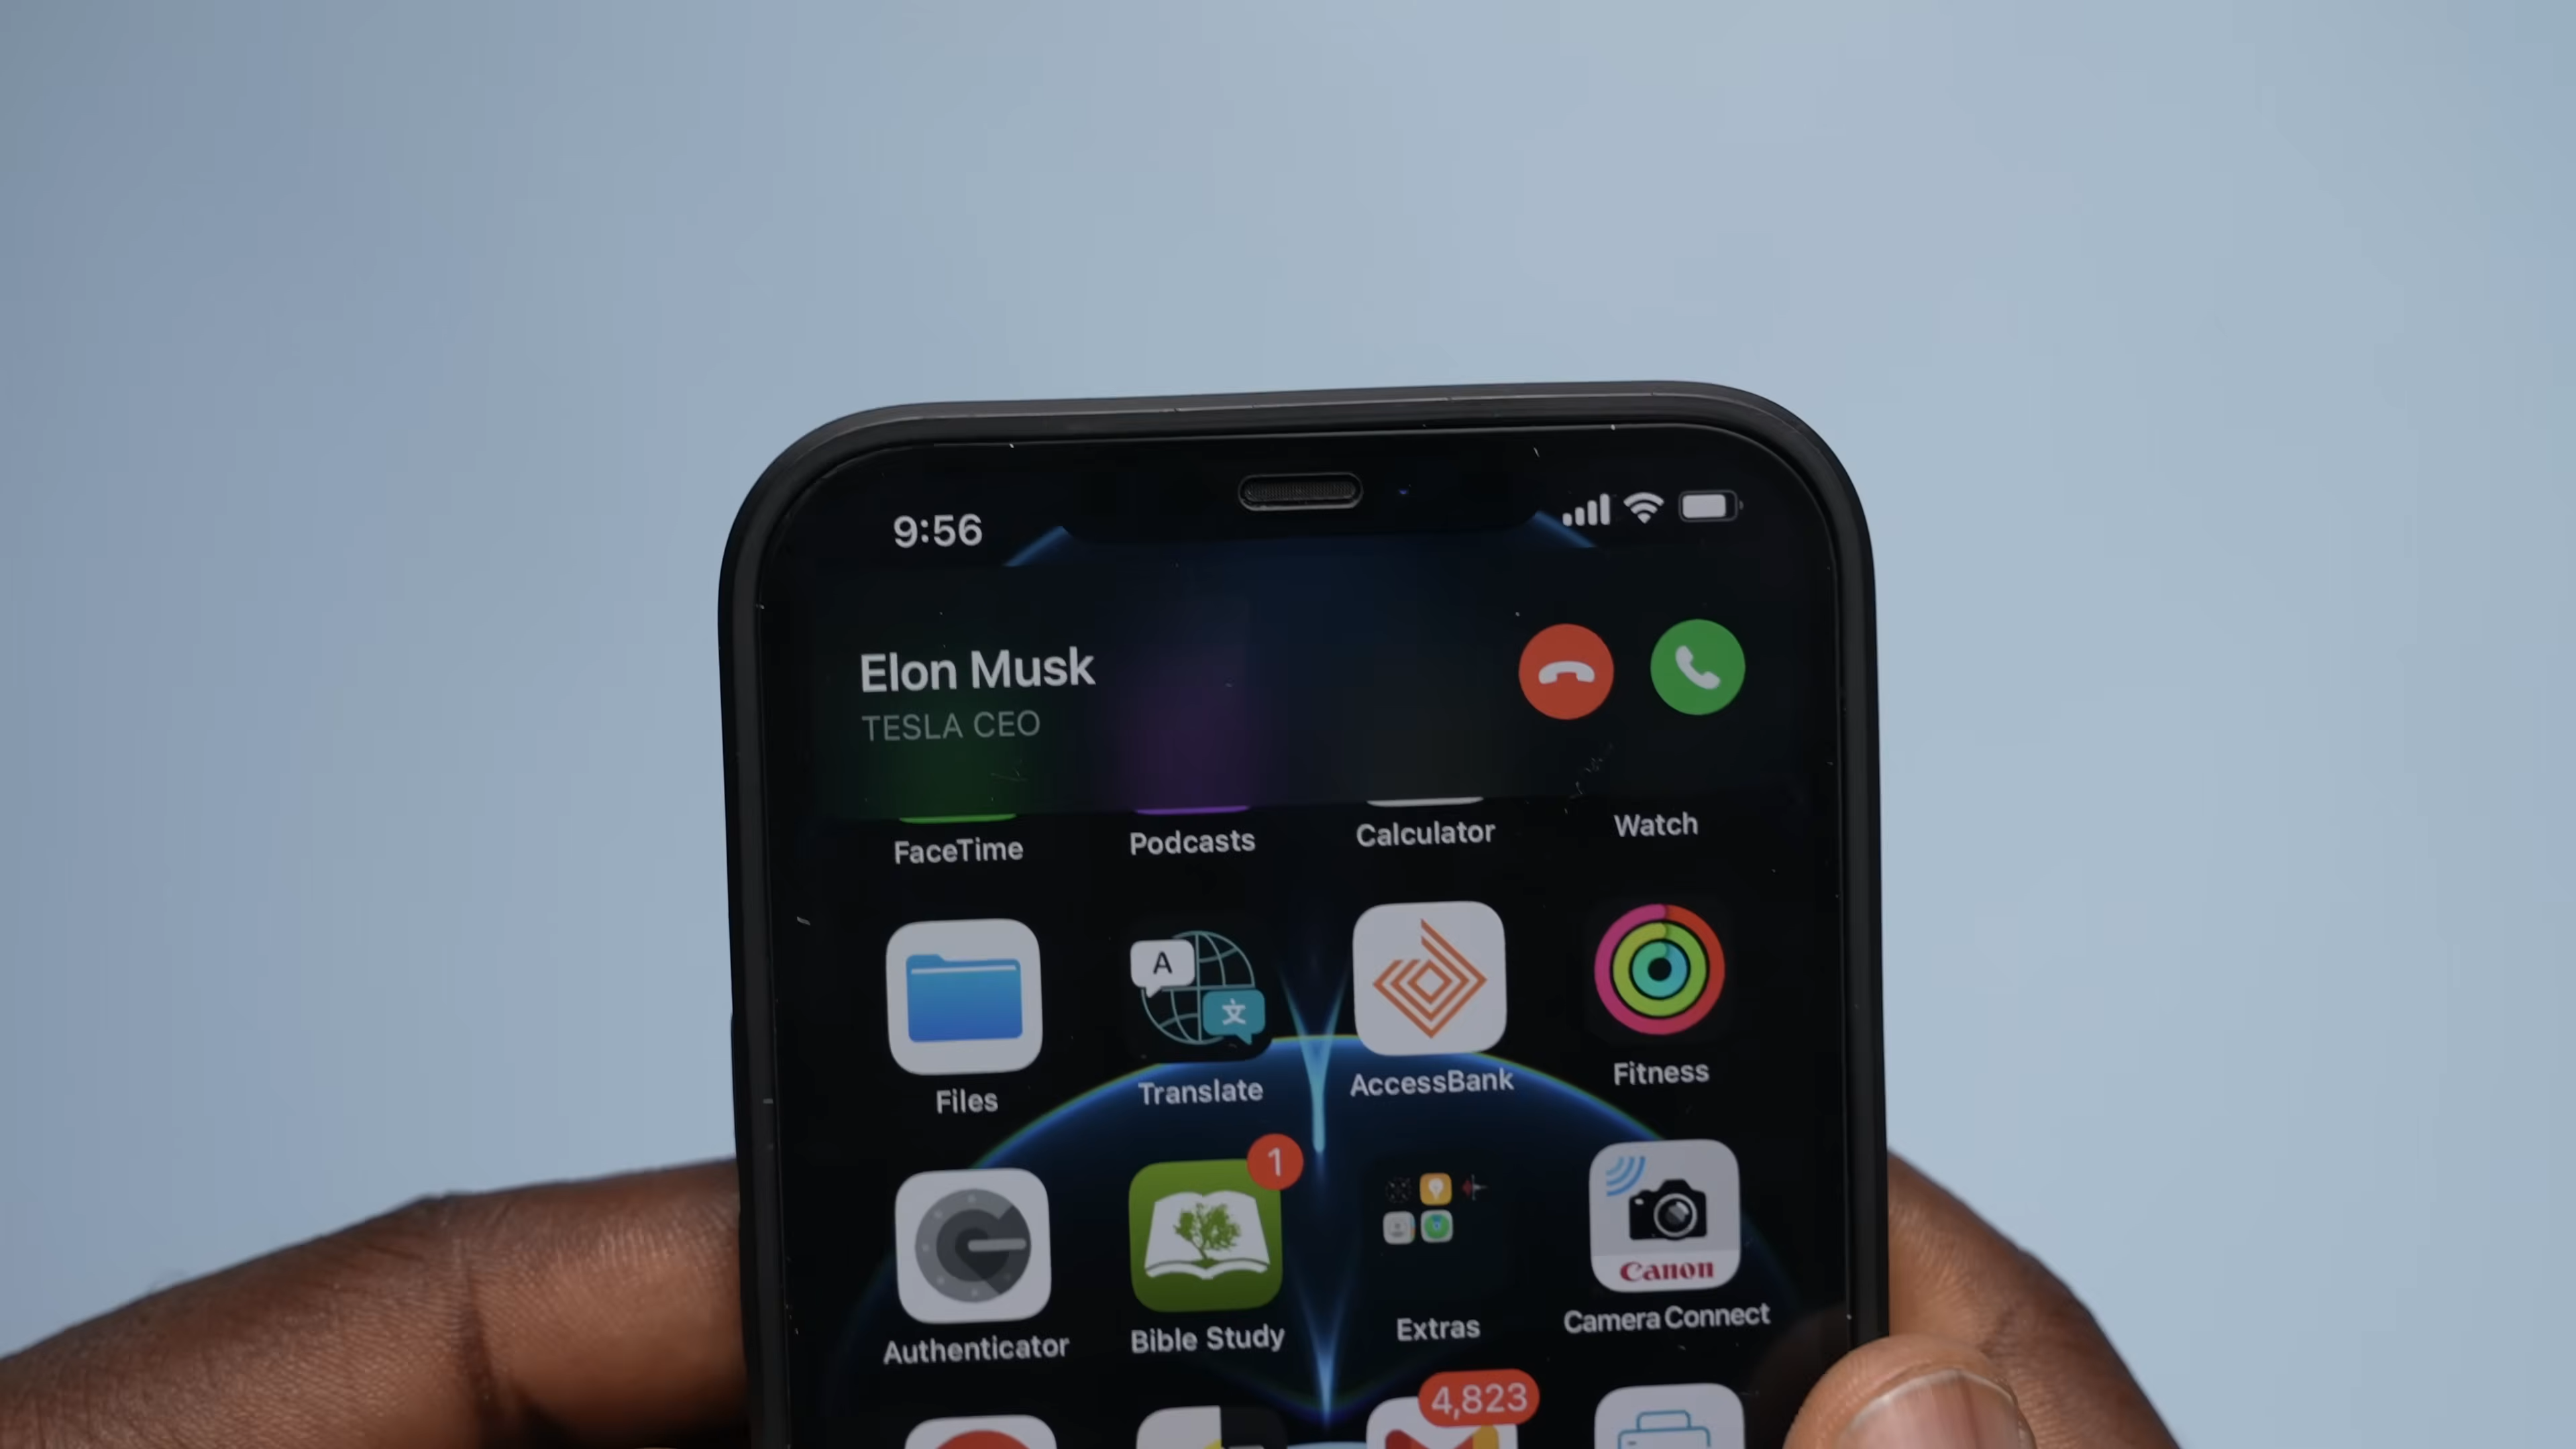 9:56
Elon Musk
TESLA CEO
FaceTime
Podcasts
Calculator
Watch
A
文
Files
Translate
AccessBank
Fitness
1
Canon
Authenticator
Bible Study
Extras
Camera Connect
4,823